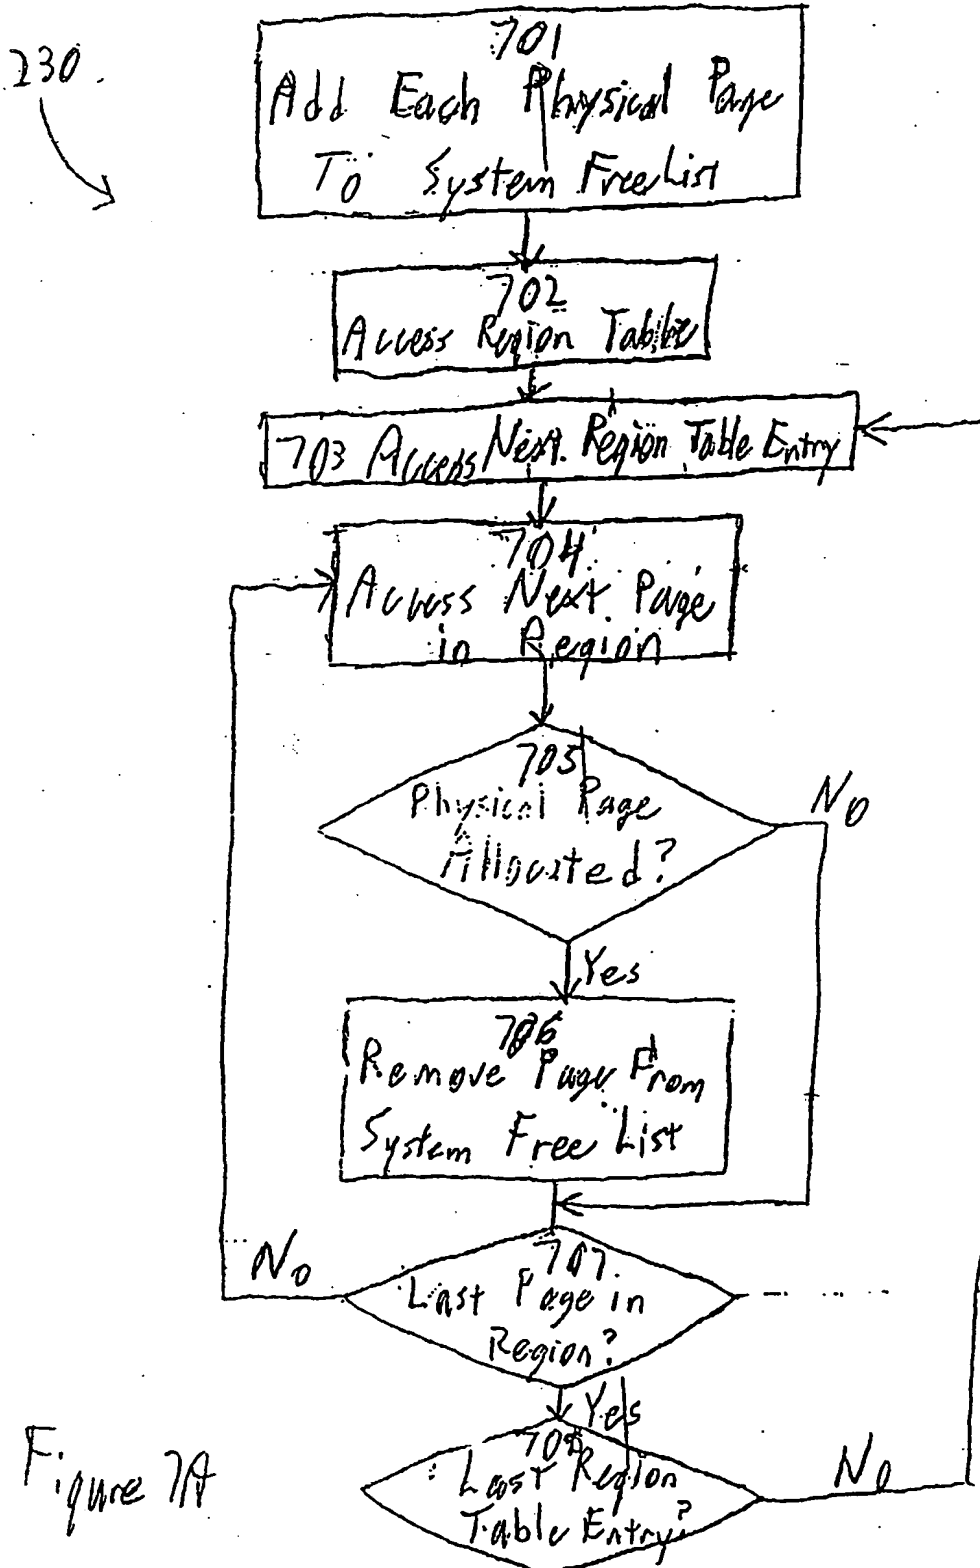 230.
701
Add Each Physical Page
To System Free List
702
Access Region Table
703 Access Next Region Table Entry
704
Access Next Page
in Region
705
Physical Page
Allocated?
No
Yes
706
Remove Page From
System Free List
707
Last Page in
Region?
No
Yes
708
Last Region
Table Entry?
No
Figure 7A